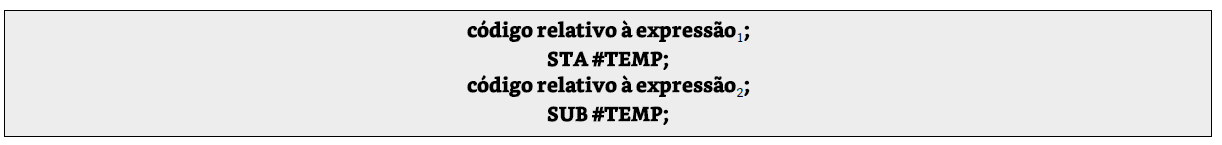 código relativo à expressão1;
STA #TEMP;
código relativo à expressão2;
SUB #TEMP;